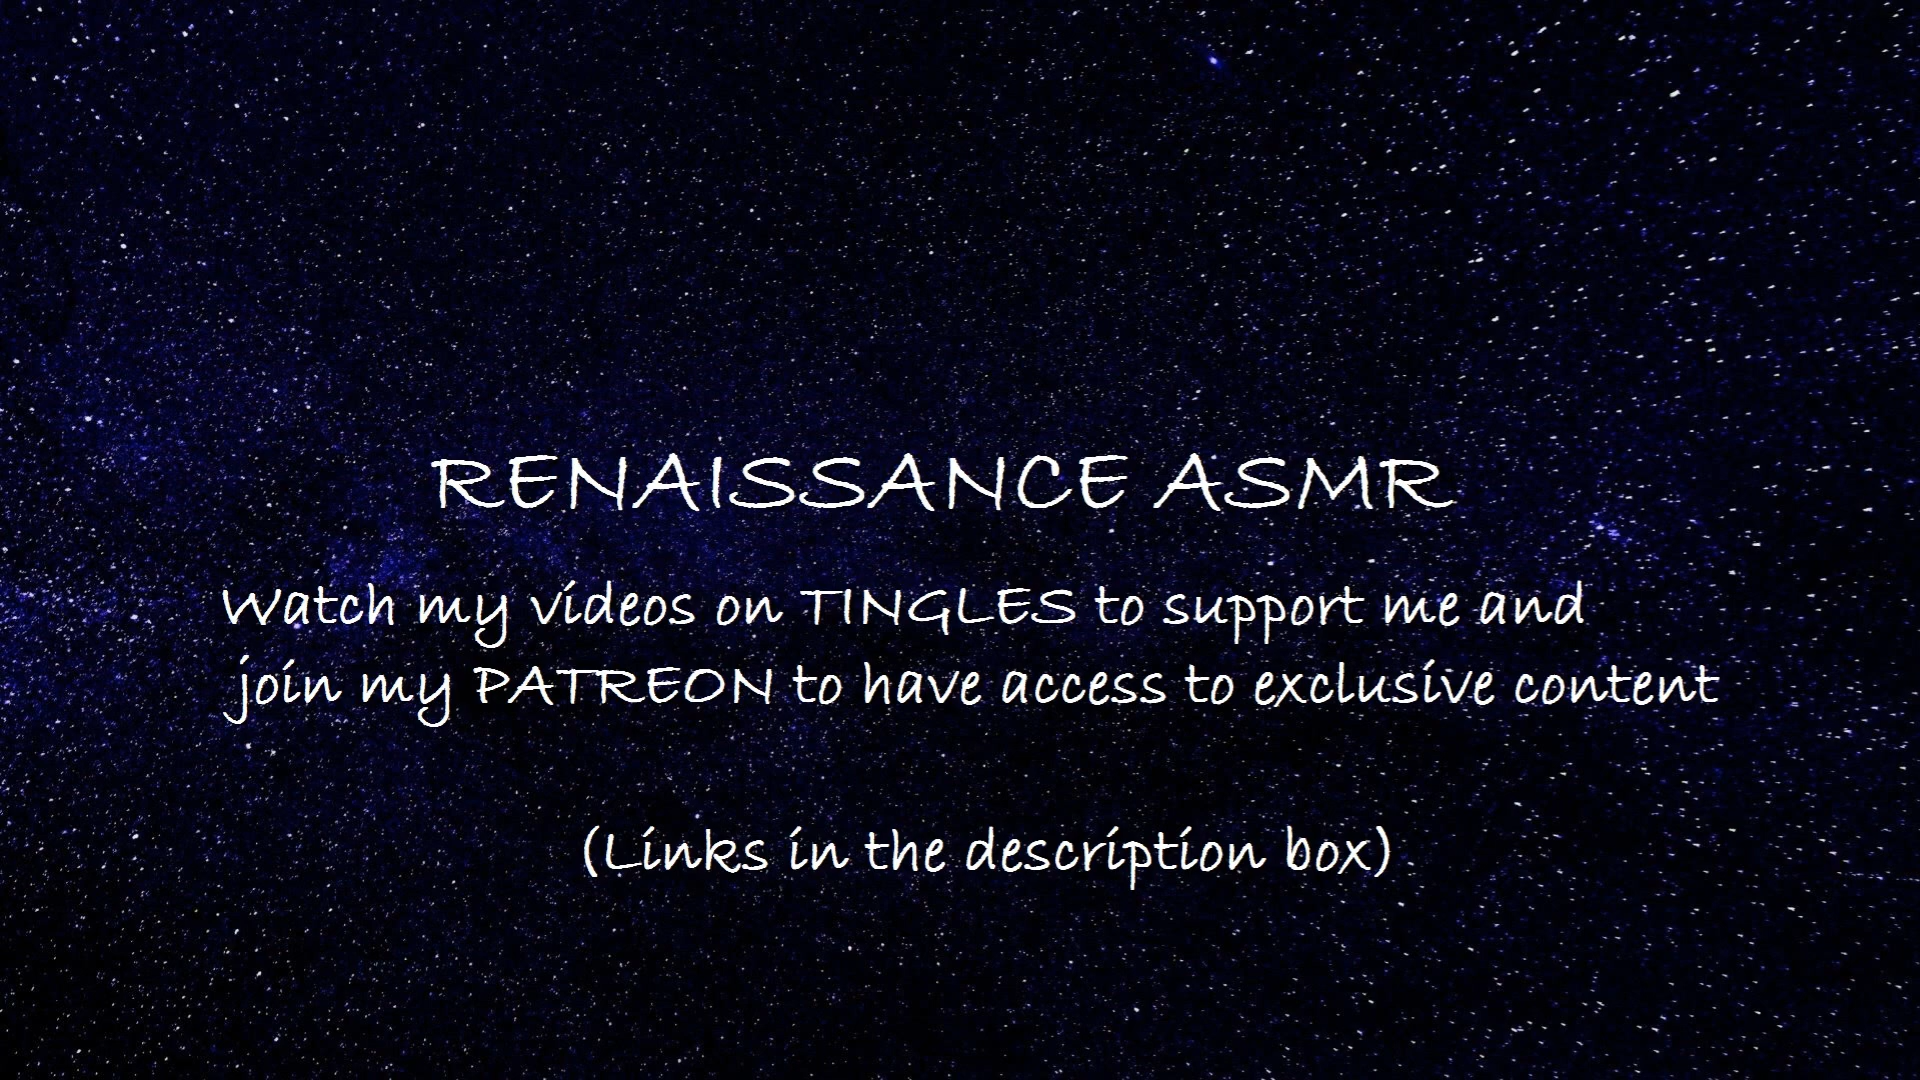 RENAISSANCE ASMR
Watch my videos on TINGLES to support me and
join my PATREON to have access to exclusive content
(Links in the description box)